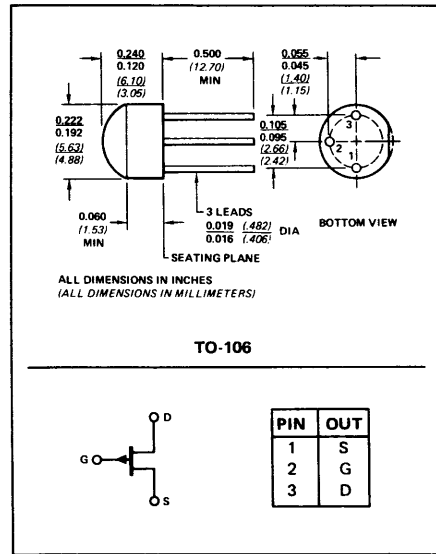 0.240
0.120
(6.10)
(3.05)
0.500
(12.70)
MIN
0.055
0.045
(1.40)
(1.15)
0.222
0.192
(5.63)
(4.88)
0.105
0.095
(2.66)
(2.42)
3
2
1
0.060
(1.53)
MIN
3 LEADS
0.019 (.482)
0.016 (.406) DIA
BOTTOM VIEW
SEATING PLANE
ALL DIMENSIONS IN INCHES
(ALL DIMENSIONS IN MILLIMETERS)
TO-106
D
G
S
PIN OUT
1 S
2 G
3 D